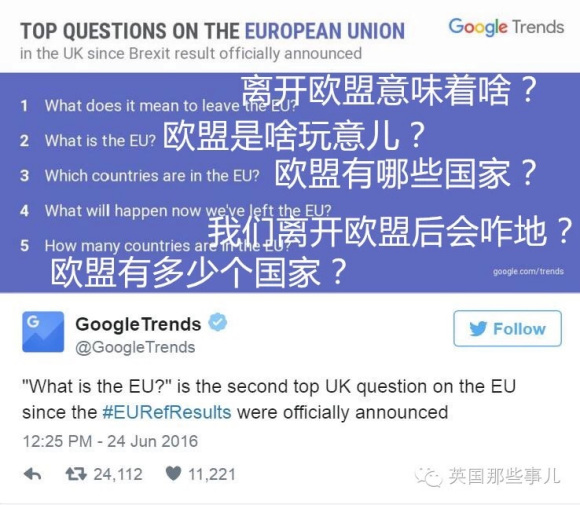 TOP QUESTIONS ON THE EUROPEAN UNION
Google Trends
in the UK since Brexit result officially announced
1 What does it mean to leave the EU?
离开欧盟意味着啥？
2 What is the EU?
欧盟是啥玩意儿？
3 Which countries are in the EU?
欧盟有哪些国家？
4 What will happen now we've left the EU?
我们离开欧盟后会咋地？
5 How many countries are in the EU?
欧盟有多少个国家？
google.com/trends
G
GoogleTrends
@GoogleTrends
Follow
"What is the EU?" is the second top UK question on the EU
since the #EURefResults were officially announced
12:25 PM - 24 Jun 2016
24,112 11,221
英国那些事儿